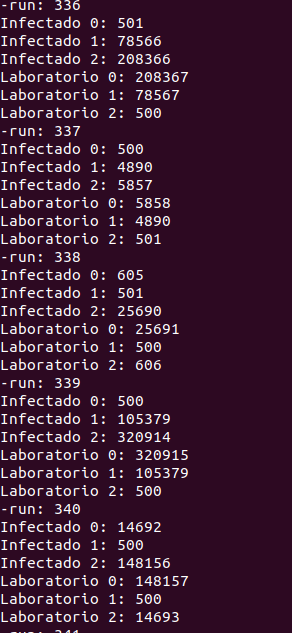 -run: 336
Infectado 0: 501
Infectado 1: 78566
Infectado 2: 208366
Laboratorio 0: 208367
Laboratorio 1: 78567
Laboratorio 2: 500
-run: 337
Infectado 0: 500
Infectado 1: 4890
Infectado 2: 5857
Laboratorio 0: 5858
Laboratorio 1: 4890
Laboratorio 2: 501
-run: 338
Infectado 0: 605
Infectado 1: 501
Infectado 2: 25690
Laboratorio 0: 25691
Laboratorio 1: 500
Laboratorio 2: 606
-run: 339
Infectado 0: 500
Infectado 1: 105379
Infectado 2: 320914
Laboratorio 0: 320915
Laboratorio 1: 105379
Laboratorio 2: 500
-run: 340
Infectado 0: 14692
Infectado 1: 500
Infectado 2: 148156
Laboratorio 0: 148157
Laboratorio 1: 500
Laboratorio 2: 14693
-run: 341